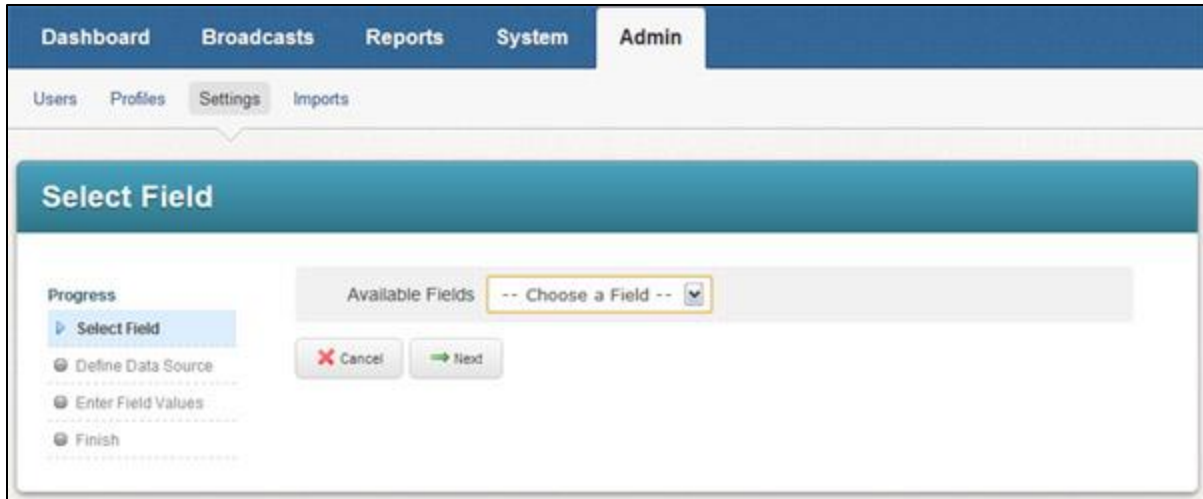 Dashboard Broadcasts Reports System Admin
Users Profiles Settings Imports
Select Field
Progress
Select Field
Define Data Source
Enter Field Values
Finish
Available Fields -- Choose a Field --
Cancel Next